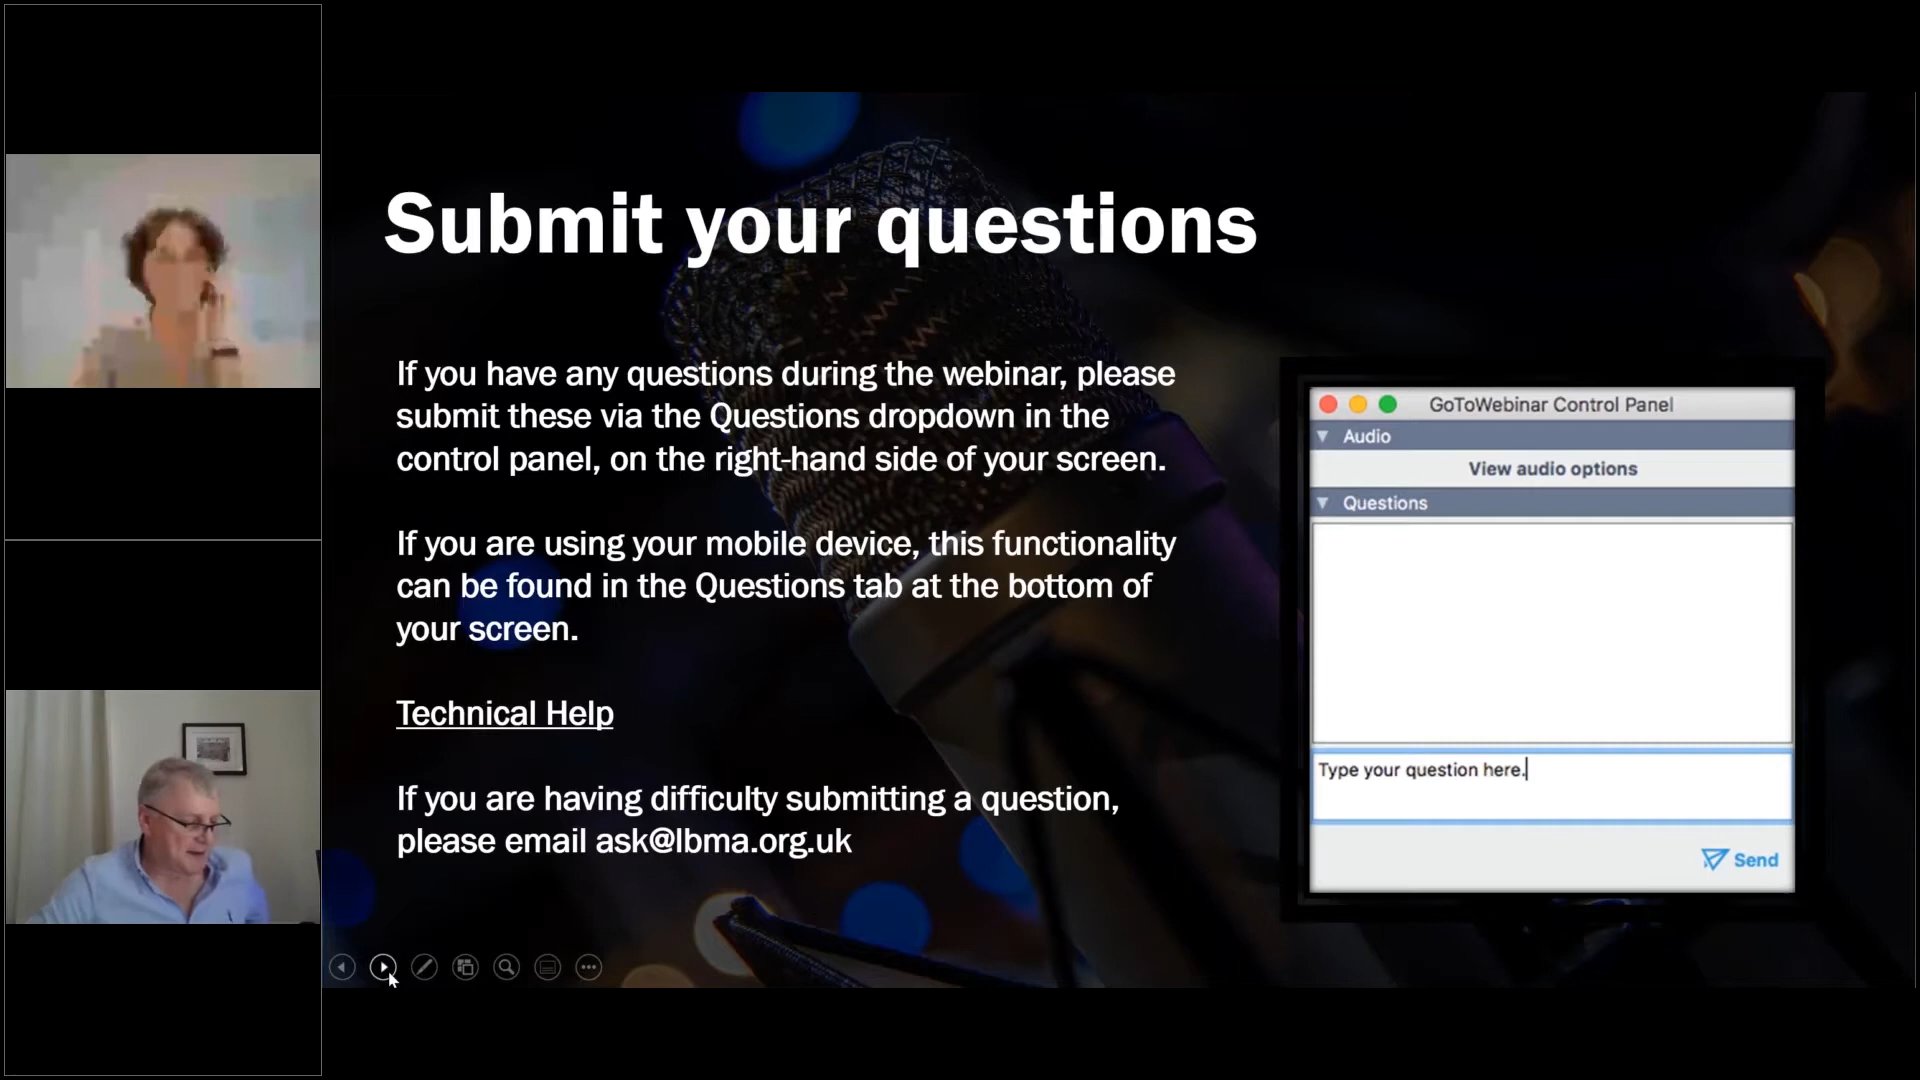 Submit your questions
If you have any questions during the webinar, please
submit these via the Questions dropdown in the
control panel, on the right-hand side of your screen.
If you are using your mobile device, this functionality
can be found in the Questions tab at the bottom of
your screen.
Technical Help
If you are having difficulty submitting a question,
please email ask@lbma.org.uk
GoToWebinar Control Panel
Audio
View audio options
Questions
Type your question here.
Send